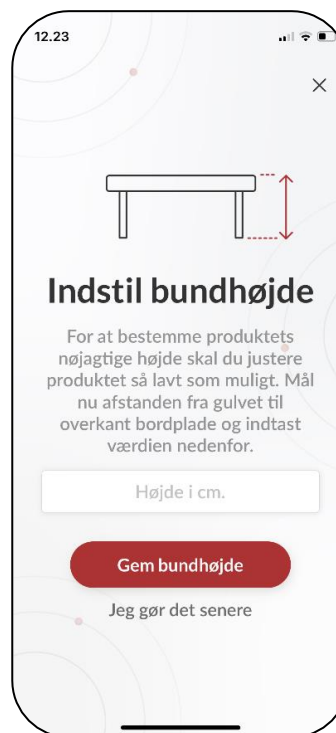 12.23
Indstil bundhøjde
For at bestemme produktets
nøjagtige højde skal du justere
produktet så lavt som muligt. Mål
nu afstanden fra gulvet til
overkant bordplade og indtast
værdien nedenfor.
Højde i cm.
Gem bundhøjde
Jeg gør det senere